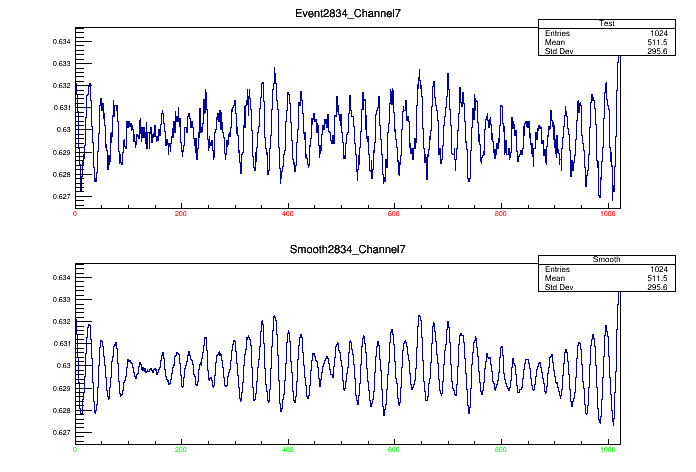 Event2834_Channel7
Test
Entries 1024
Mean 511.5
Std Dev 295.6
0.634
0.633
0.632
0.631
0.63
0.629
0.628
0.627
0 200 400 600 800 1000
Smooth2834_Channel7
Smooth
Entries 1024
Mean 511.5
Std Dev 295.6
0.634
0.633
0.632
0.631
0.63
0.629
0.628
0.627
0 200 400 600 800 1000